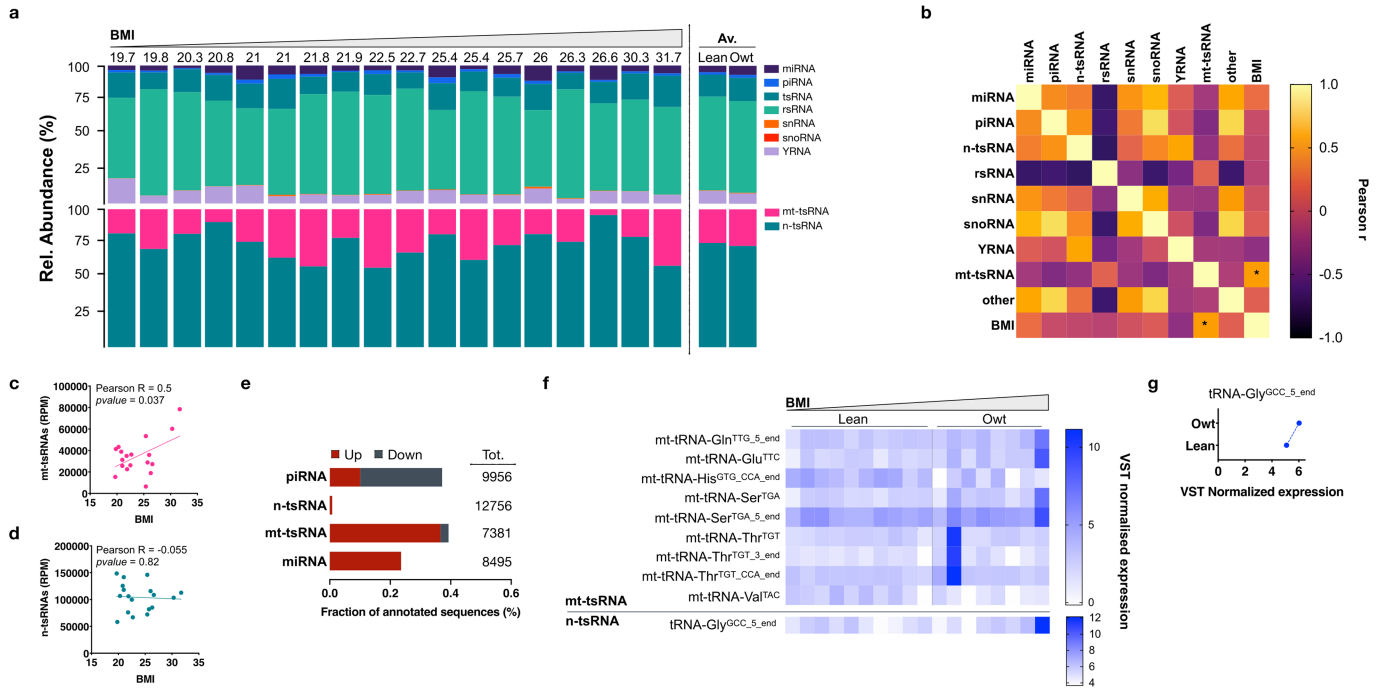 a
BMI
Av.
19.7 19.8 20.3 20.8 21 21 21.8 21.9 22.5 22.7 25.4 25.4 25.7 26 26.3 26.6 30.3 31.7 Lean Owt
Rel. Abundance (%)
100
75
50
25
100
75
50
25
miRNA
piRNA
tsRNA
rsRNA
snRNA
snoRNA
YRNA
mt-tsRNA
n-tsRNA
b
miRNA piRNA n-tsRNA rsRNA snRNA snoRNA YRNA mt-tsRNA other BMI
miRNA
piRNA
n-tsRNA
rsRNA
snRNA
snoRNA
YRNA
mt-tsRNA *
other
BMI *
1.0
0.5
0
-0.5
-1.0
Pearson r
c
Pearson R = 0.5
pvalue = 0.037
mt-tsRNAs (RPM)
100000
80000
60000
40000
20000
0
15 20 25 30 35
BMI
d
Pearson R = -0.055
pvalue = 0.82
n-tsRNAs (RPM)
200000
150000
100000
50000
0
15 20 25 30 35
BMI
e
Up Down Tot.
piRNA 9956
n-tsRNA 12756
mt-tsRNA 7381
miRNA 8495
0.0 0.2 0.4 0.6
Fraction of annotated sequences (%)
f
BMI
Lean Owt
mt-tRNA-GlnTTG_5_end
mt-tRNA-GluTTC
mt-tRNA-HisGTG_CCA_end
mt-tRNA-SerTGA
mt-tRNA-SerTGA_5_end
mt-tRNA-ThrTGT
mt-tRNA-ThrTGT_3_end
mt-tRNA-ThrTGT_CCA_end
mt-tRNA-ValTAC
mt-tsRNA
n-tsRNA
tRNA-GlyGCC_5_end
10
5
0
12
10
8
6
4
VST normalised expression
g
tRNA-GlyGCC_5_end
Owt
Lean
0 2 4 6
VST Normalized expression